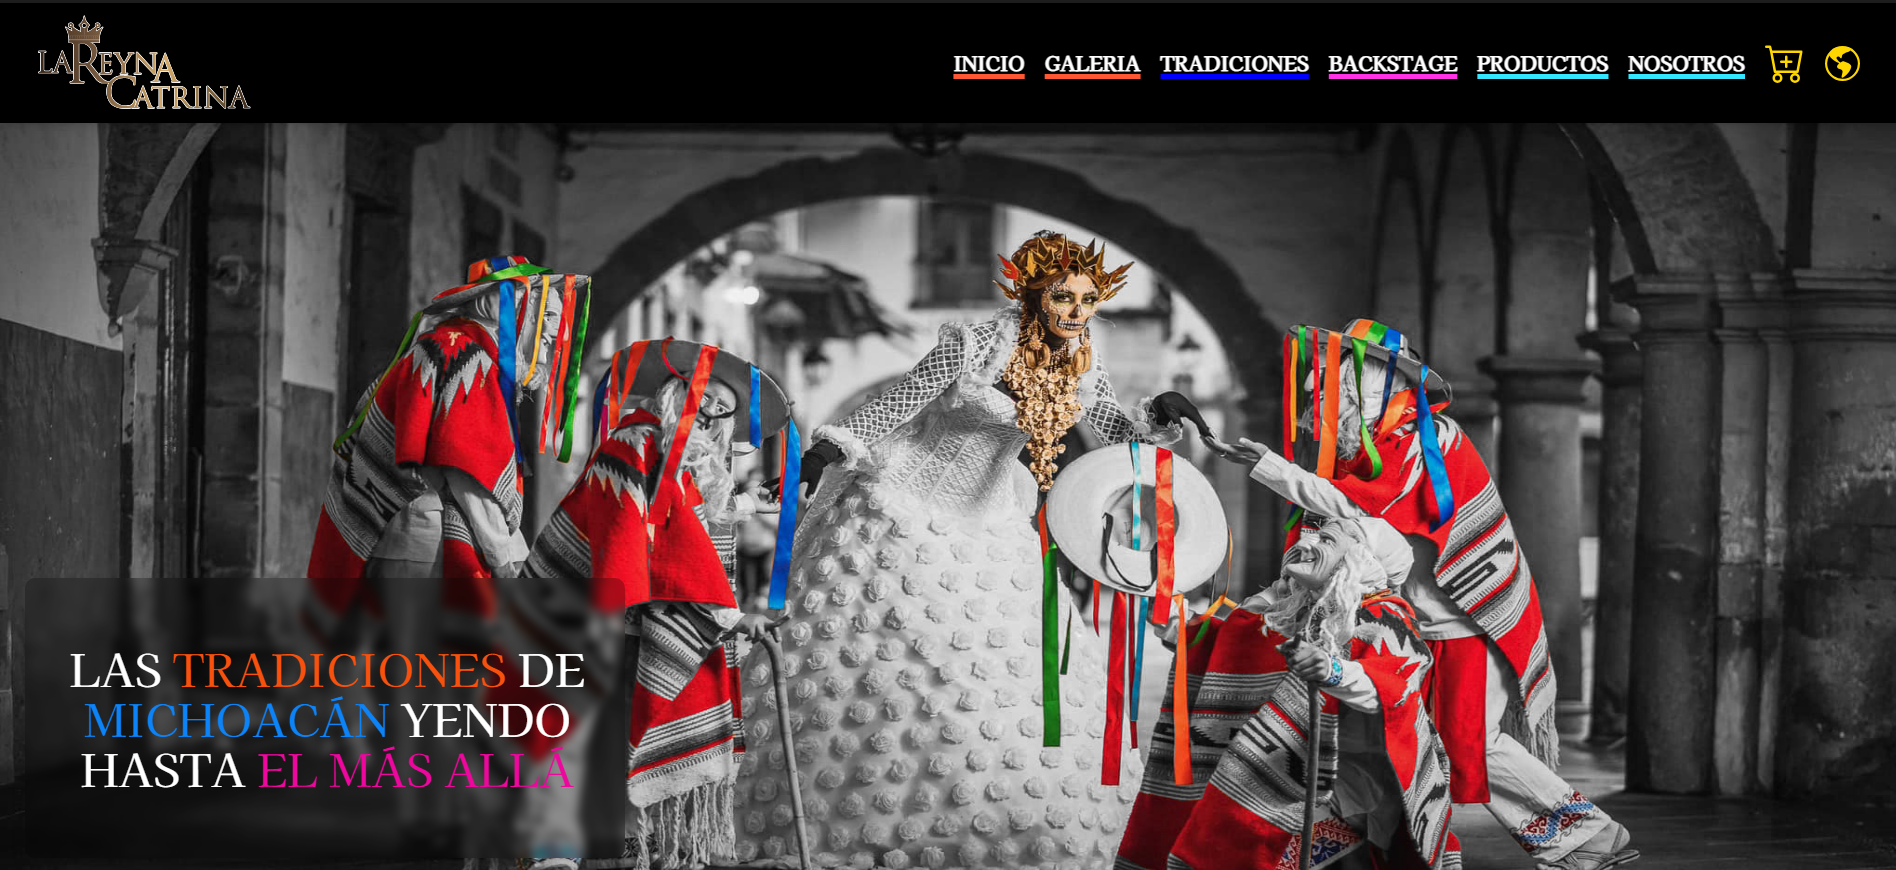 LA REYNA
CATRINA
INICIO GALERIA TRADICIONES BACKSTAGE PRODUCTOS NOSOTROS
LAS TRADICIONES DE
MICHOACÁN YENDO
HASTA EL MÁS ALLÁ